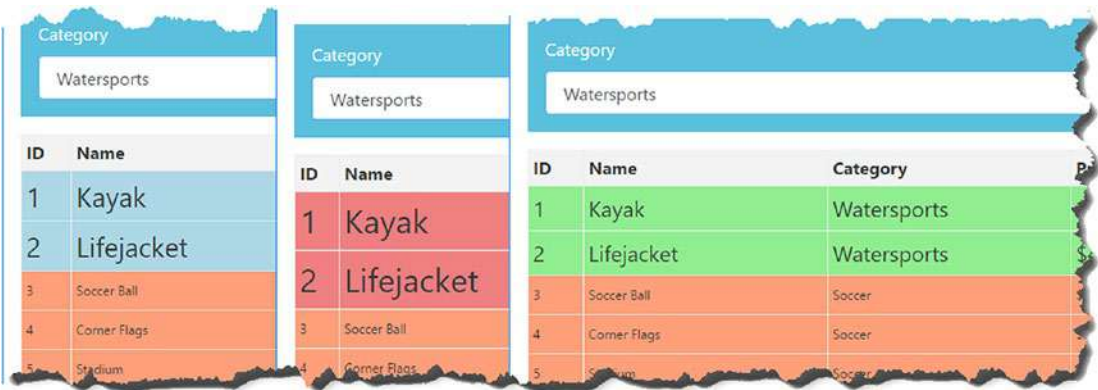 Category
Watersports
ID Name
1 Kayak
2 Lifejacket
3 Soccer Ball
4 Corner Flags
5 Stadium
Category
Watersports
ID Name
1 Kayak
2 Lifejacket
3 Soccer Ball
4 Corner Flags
Category
Watersports
ID Name Category
1 Kayak Watersports
2 Lifejacket Watersports
3 Soccer Ball Soccer
4 Corner Flags Soccer
5